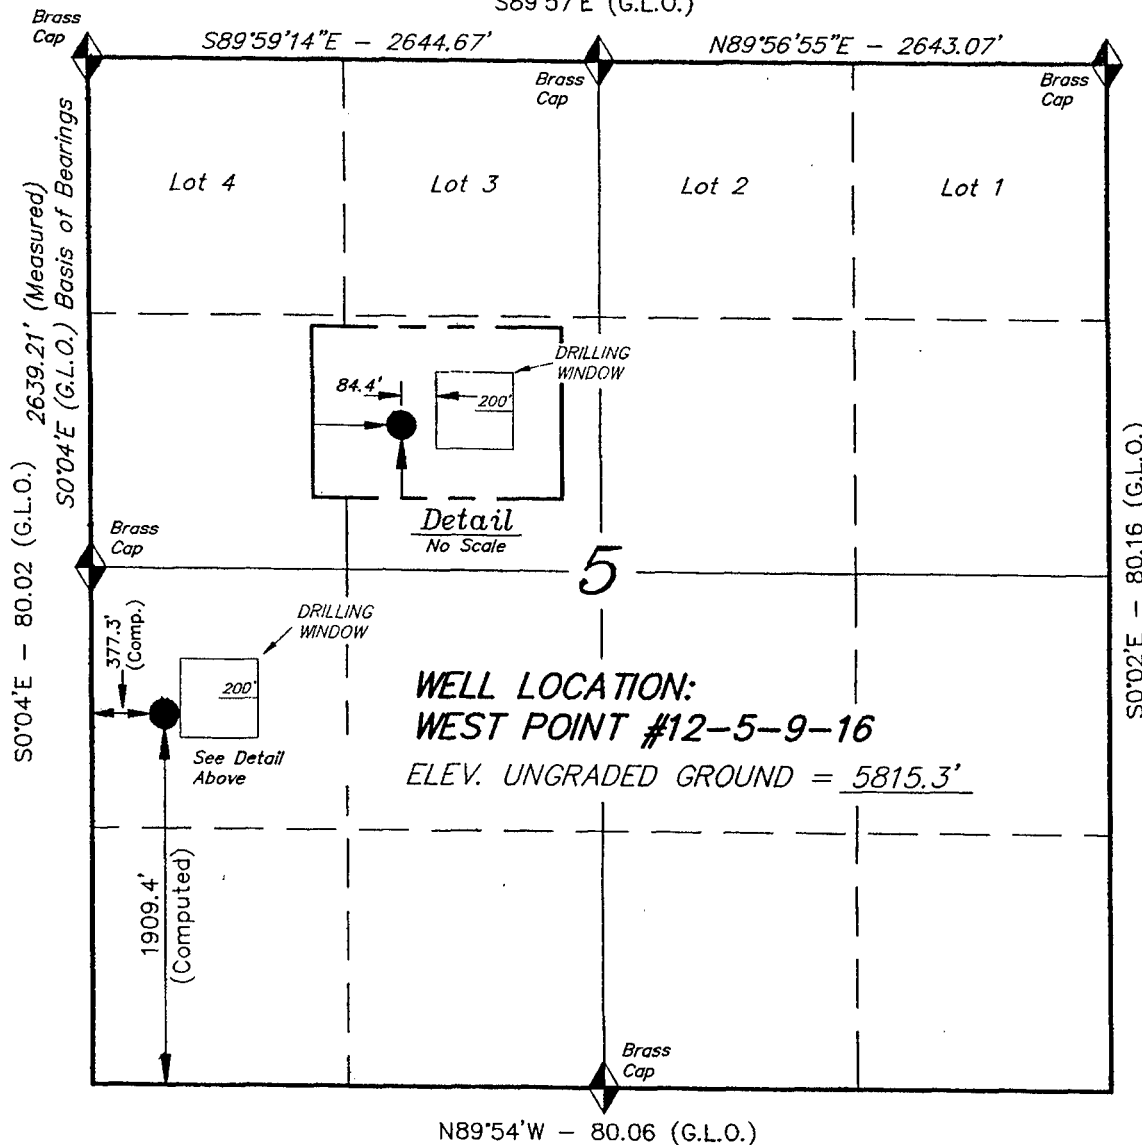 S89°57'E (G.L.O.)
Brass
Cap
S89°59'14"E - 2644.67'
N89°56'55"E - 2643.07'
Brass
Cap
Brass
Cap
Lot 4
Lot 3
Lot 2
Lot 1
S0°04'E - 80.02 (G.L.O.)
2639.21' (Measured)
S0°04'E (G.L.O.) Basis of Bearings
DRILLING
WINDOW
84.4'
200'
Detail
No Scale
Brass
Cap
5
S0°02'E - 80.16 (G.L.O.)
377.3'
(Comp.)
DRILLING
WINDOW
200'
See Detail
Above
WELL LOCATION:
WEST POINT #12-5-9-16
ELEV. UNGRADED GROUND = 5815.3'
1909.4'
(Computed)
Brass
Cap
N89°54'W - 80.06 (G.L.O.)